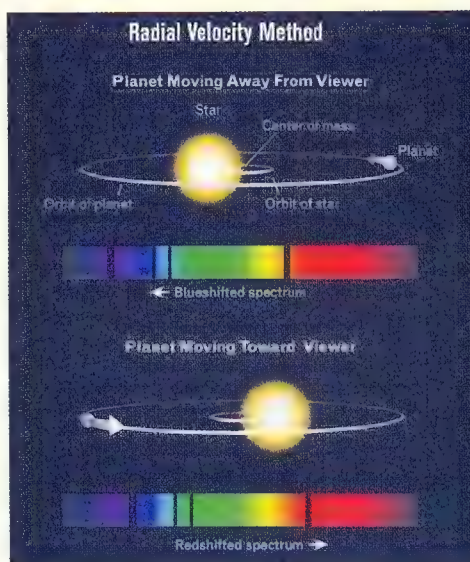 Radial Velocity Method
Planet Moving Away From Viewer
Star
Center of mass
Planet
Orbit of planet
Orbit of star
← Blueshifted spectrum
Planet Moving Toward Viewer
Redshifted spectrum →